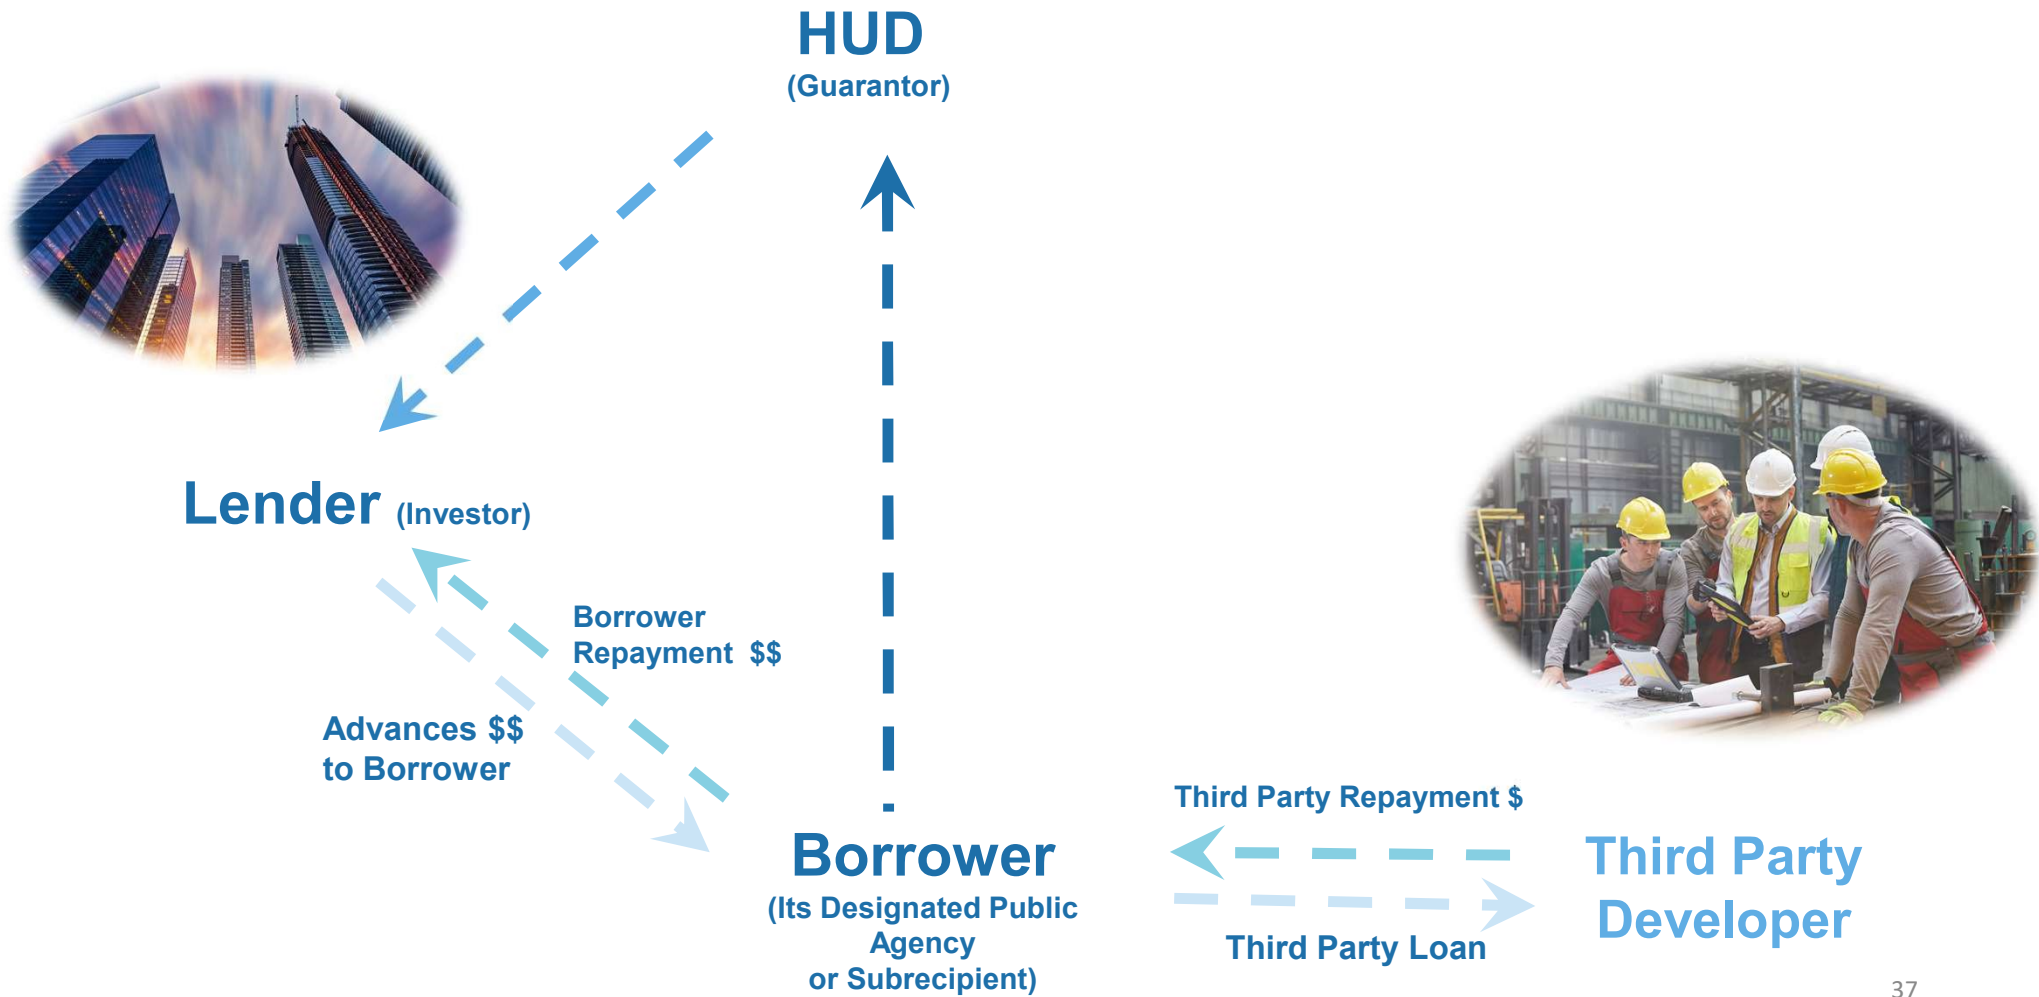 HUD
(Guarantor)
Lender (Investor)
Borrower
Repayment $$
Advances $$
to Borrower
Borrower
(Its Designated Public
Agency
or Subrecipient)
Third Party Repayment $
Third Party Loan
Third Party
Developer
37